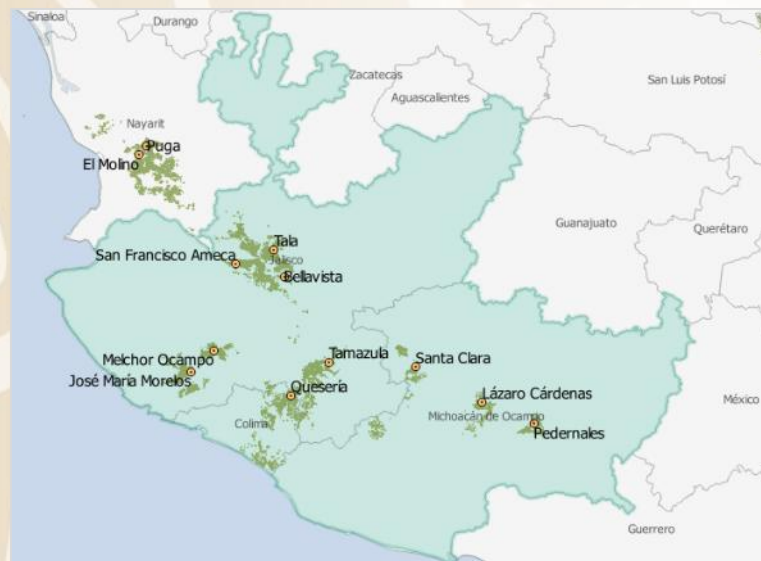 Sinaloa
Durango
Zacatecas
San Luis Potosí
Aguascalientes
Nayarit
Puga
El Molino
Guanajuato
Querétaro
Tala
San Francisco Ameca
Jalisco
Bellavista
Melchor Ocampo
Tamazula
Santa Clara
José María Morelos
Quesería
Lázaro Cárdenas
México
Michoacán de Ocampo
Colima
Pedernales
Guerrero